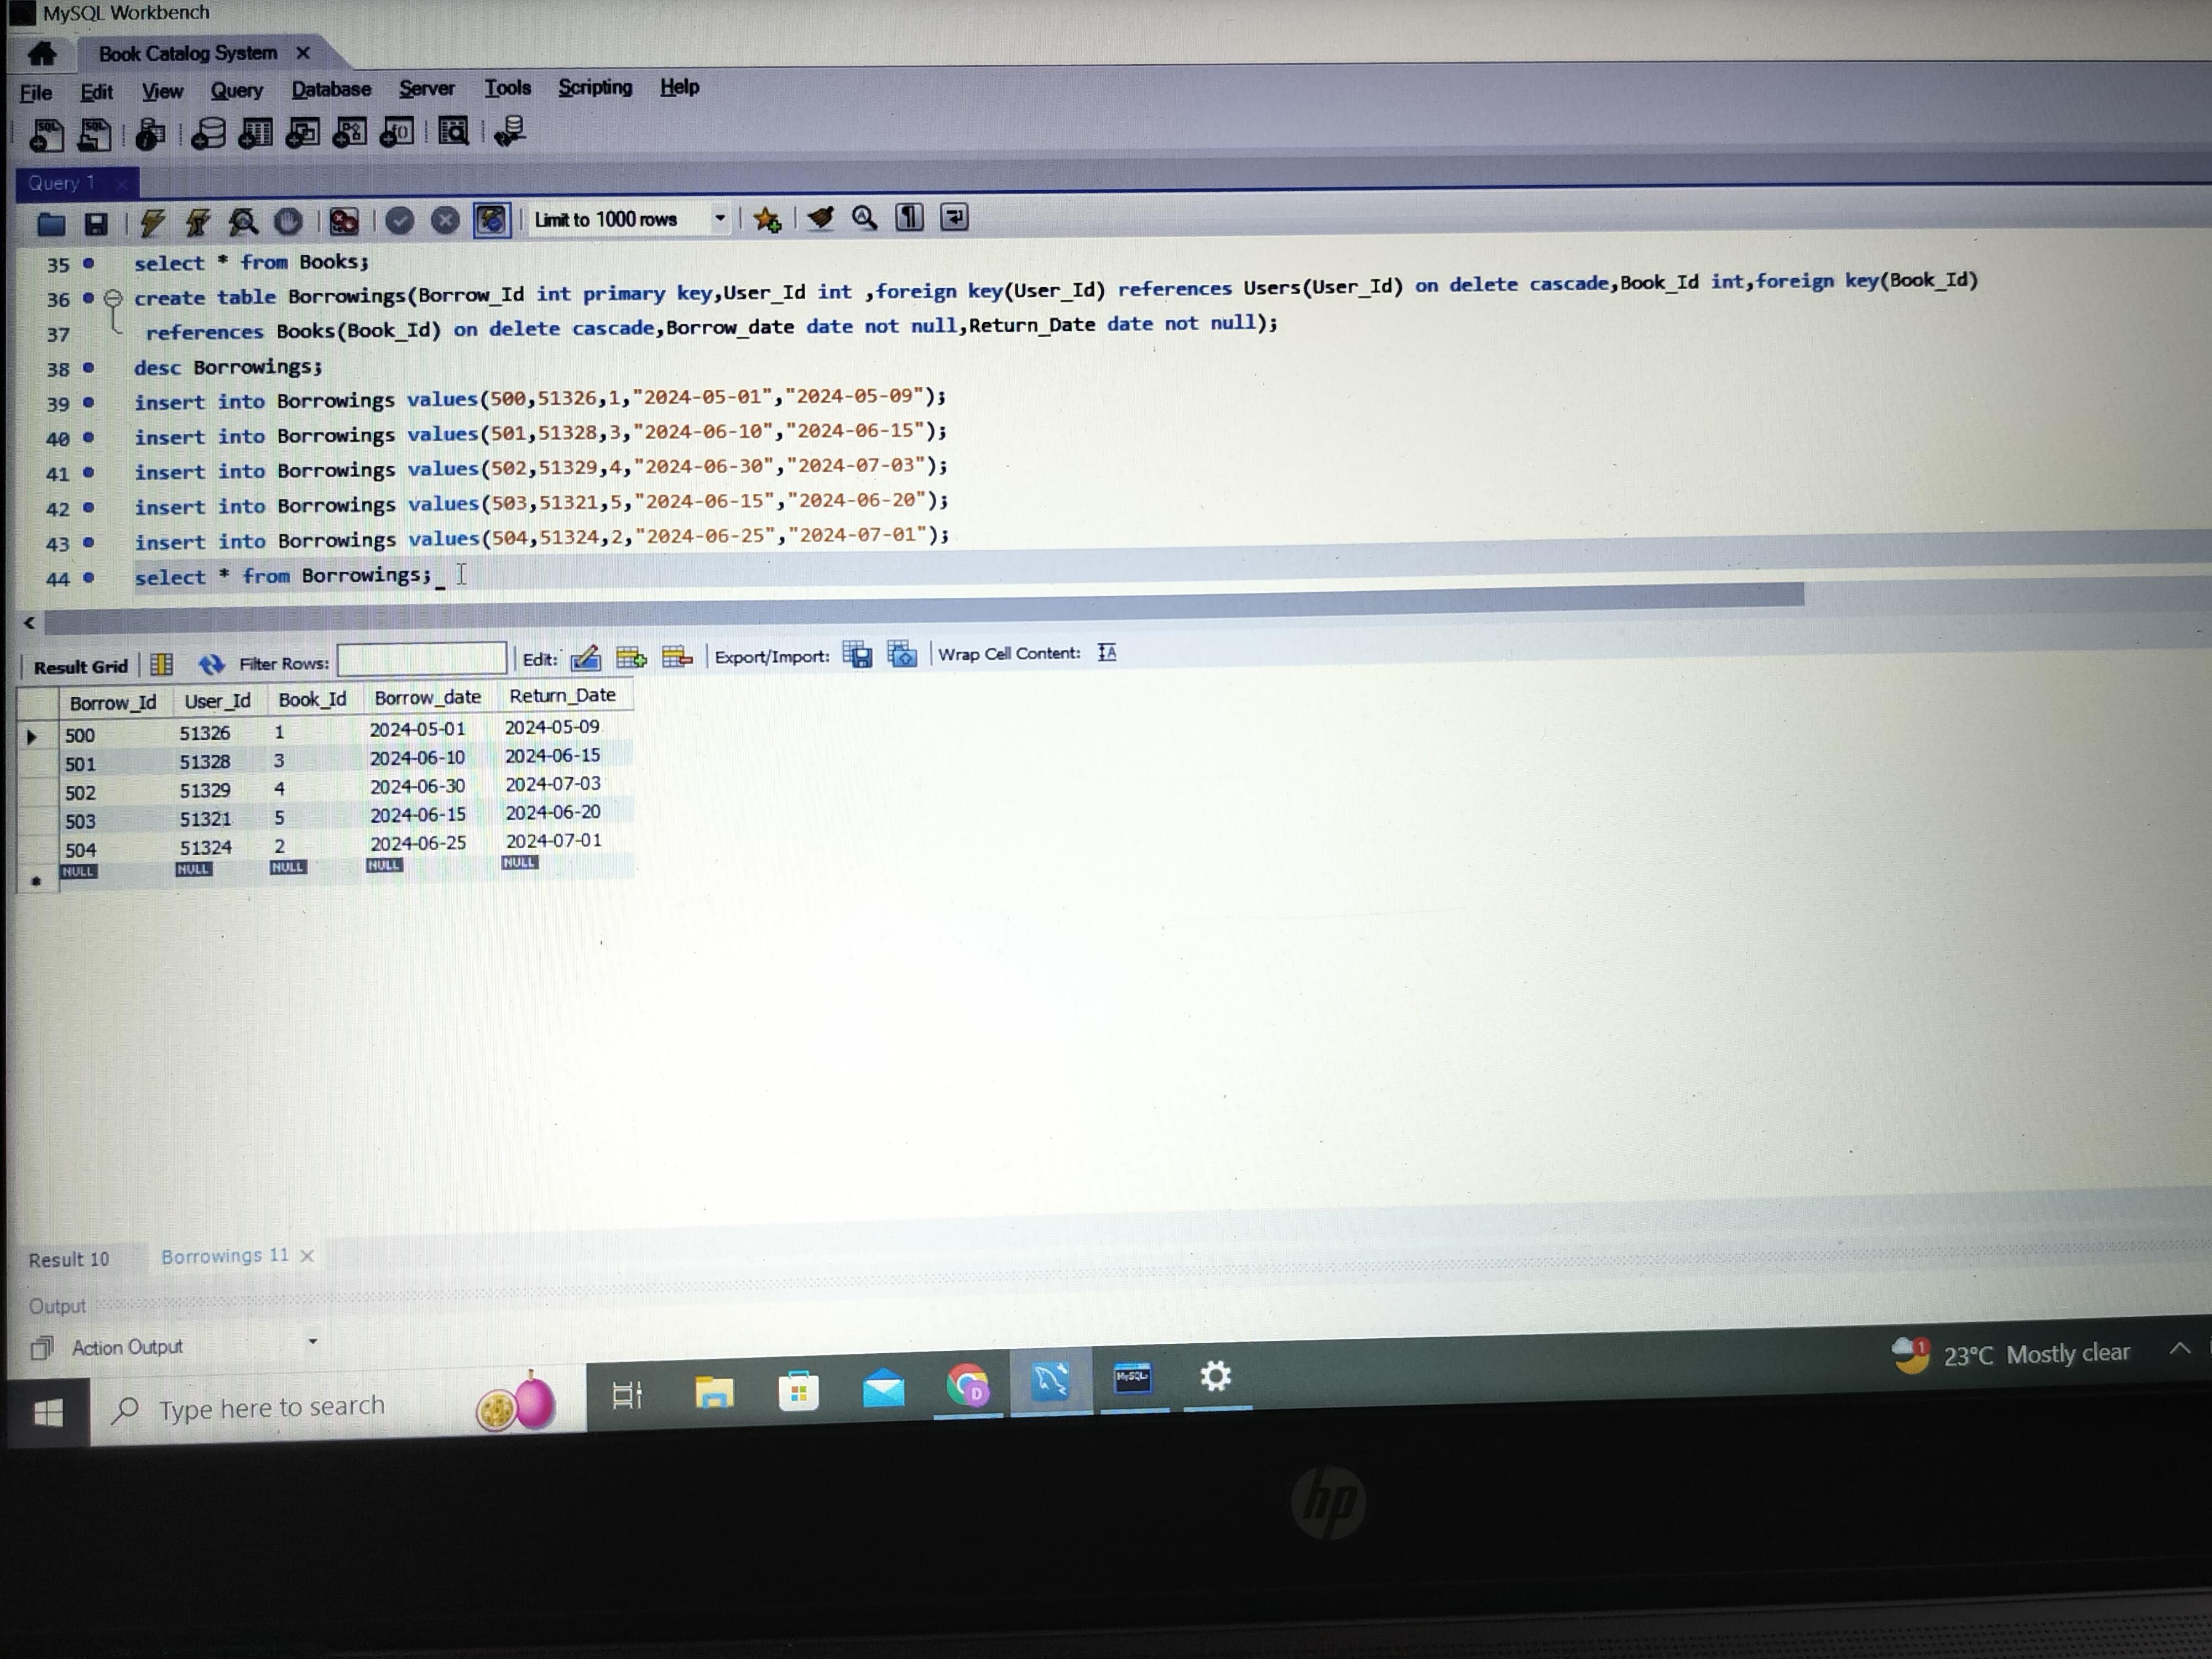 MySQL Workbench
Book Catalog System
File Edit View Query Database Server Tools Scripting Help
Query 1
Limit to 1000 rows
35 select * from Books;
36 create table Borrowings(Borrow_Id int primary key,User_Id int ,foreign key(User_Id) references Users(User_Id) on delete cascade,Book_Id int,foreign key(Book_Id)
37 references Books(Book_Id) on delete cascade,Borrow_date date not null,Return_Date date not null);
38 desc Borrowings;
39 insert into Borrowings values(500,51326,1,"2024-05-01","2024-05-09");
40 insert into Borrowings values(501,51328,3,"2024-06-10","2024-06-15");
41 insert into Borrowings values(502,51329,4,"2024-06-30","2024-07-03");
42 insert into Borrowings values(503,51321,5,"2024-06-15","2024-06-20");
43 insert into Borrowings values(504,51324,2,"2024-06-25","2024-07-01");
44 select * from Borrowings;
Result Grid Filter Rows: Edit: Export/Import: Wrap Cell Content:
Borrow_Id User_Id Book_Id Borrow_date Return_Date
500 51326 1 2024-05-01 2024-05-09
501 51328 3 2024-06-10 2024-06-15
502 51329 4 2024-06-30 2024-07-03
503 51321 5 2024-06-15 2024-06-20
504 51324 2 2024-06-25 2024-07-01
NULL NULL NULL NULL NULL
Result 10 Borrowings 11
Output
Action Output
Type here to search
D
MySQL
1
23°C Mostly clear
hp